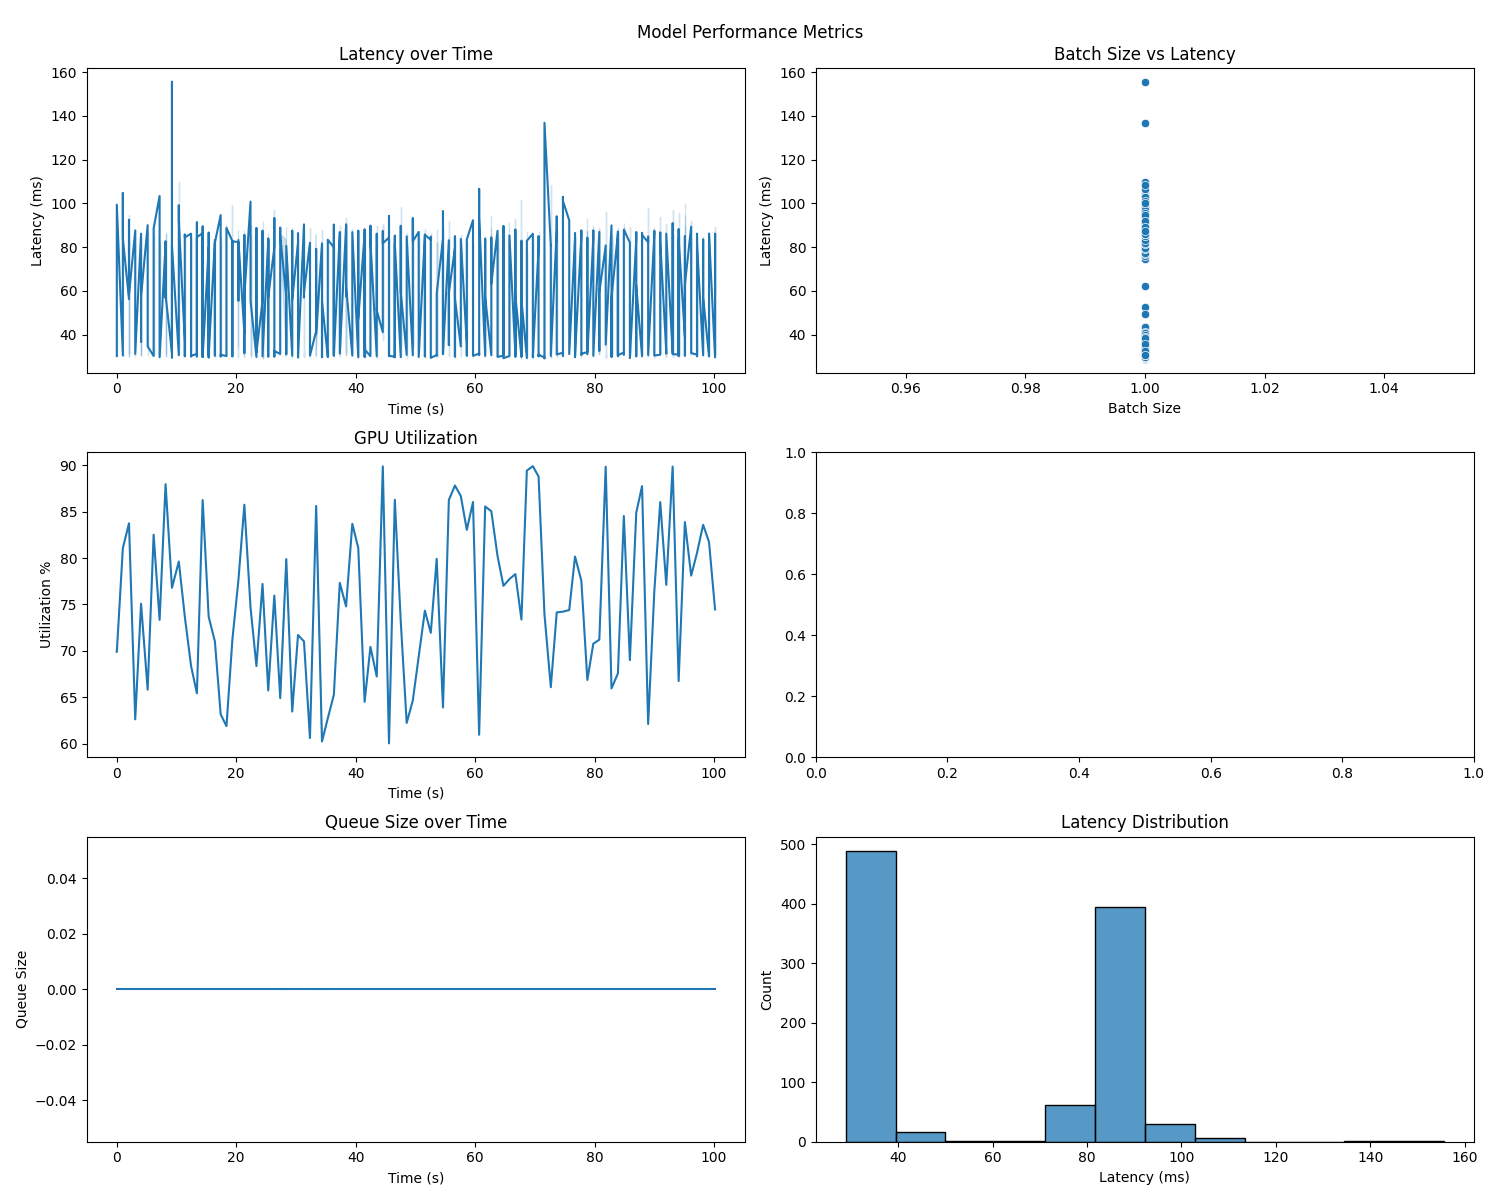 Model Performance Metrics
Latency over Time
160
140
120
100
80
60
40
Latency (ms)
0 20 40 60 80 100
Time (s)
Batch Size vs Latency
160
140
120
100
80
60
40
Latency (ms)
0.96 0.98 1.00 1.02 1.04
Batch Size
GPU Utilization
90
85
80
75
70
65
60
Utilization %
0 20 40 60 80 100
Time (s)
1.0
0.8
0.6
0.4
0.2
0.0
0.0 0.2 0.4 0.6 0.8 1.0
Queue Size over Time
0.04
0.02
0.00
−0.02
−0.04
Queue Size
0 20 40 60 80 100
Time (s)
Latency Distribution
500
400
300
200
100
0
Count
40 60 80 100 120 140 160
Latency (ms)